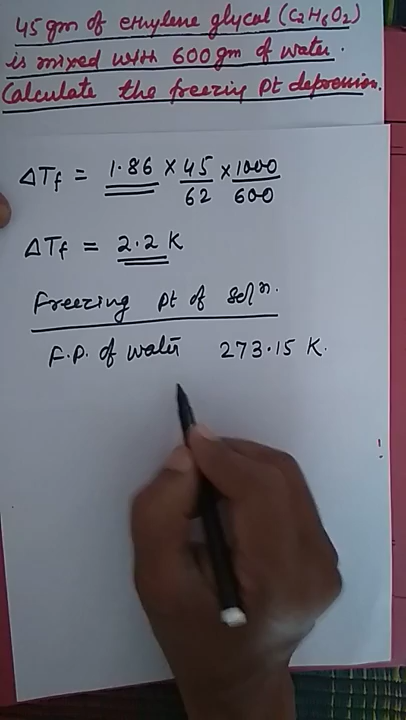 45 gm of ethylene glycol (C2H6O2)
is mixed with 600 gm of water.
Calculate the freezing pt depression.
ΔTf = 1.86 × 45/62 × 1000/600
ΔTf = 2.2 K
Freezing pt of solⁿ.
F.P. of water 273.15 K.